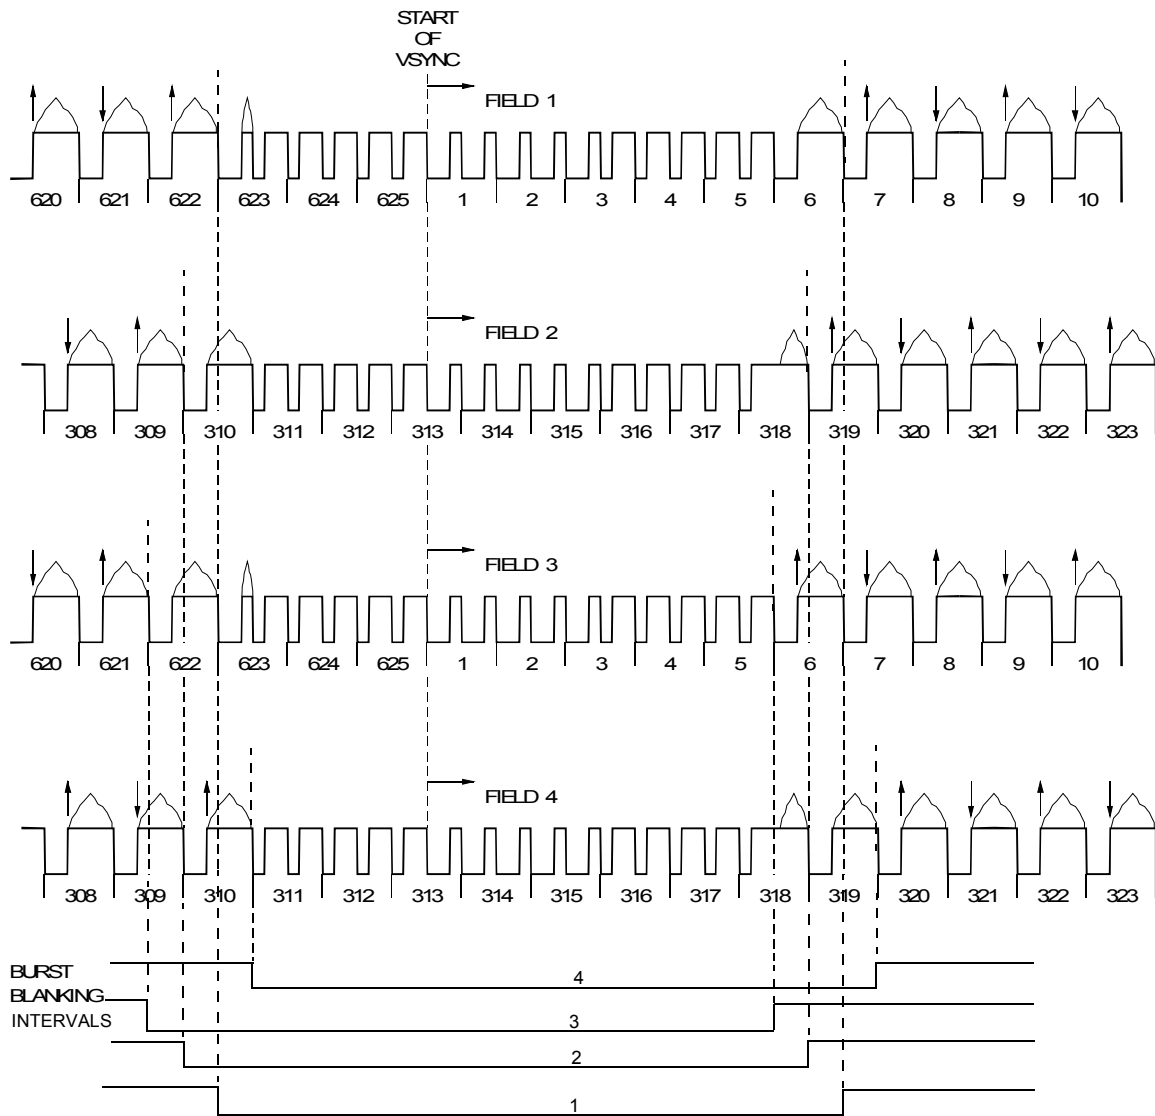 START
OF
VSYNC
FIELD 1
620 621 622 623 624 625 1 2 3 4 5 6 7 8 9 10
FIELD 2
308 309 310 311 312 313 314 315 316 317 318 319 320 321 322 323
FIELD 3
620 621 622 623 624 625 1 2 3 4 5 6 7 8 9 10
FIELD 4
308 309 310 311 312 313 314 315 316 317 318 319 320 321 322 323
BURST
BLANKING
INTERVALS
4
3
2
1